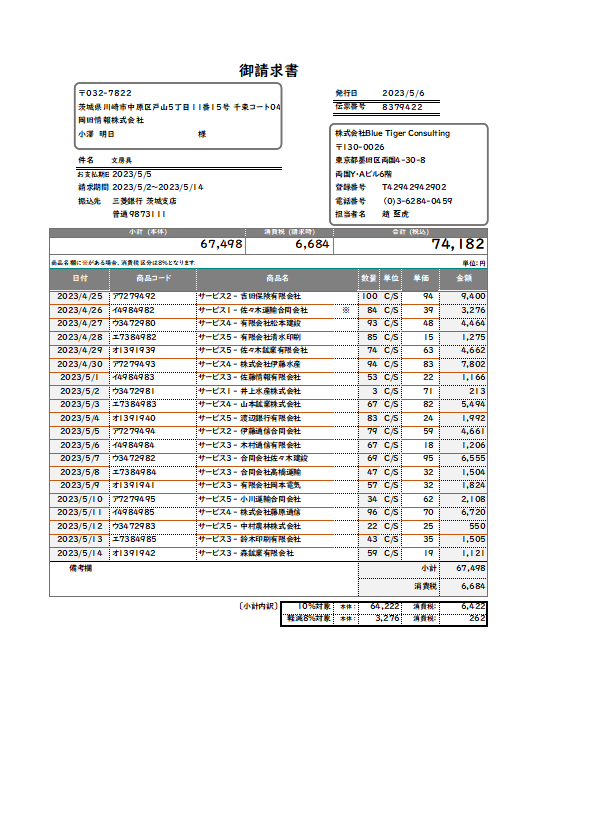 御請求書
〒032-7822
茨城県川崎市中原区戸山5丁目11番15号 千束コート04
岡田情報株式会社
小澤 明日 様
発行日 2023/5/6
伝票番号 8379422
株式会社Blue Tiger Consulting
〒130-0026
東京都墨田区両国4-30-8
両国Y・Aビル6階
登録番号 T42942942902
電話番号 (0)3-6284-0459
担当者名 趙 堊虎
件名 文房具
お支払期日 2023/5/5
請求期間 2023/5/2～2023/5/14
振込先 三菱銀行 茨城支店
普通9873111
小計 (本体) 消費税 (請求時) 合計 (税込)
67,498 6,684 74,182
商品名欄に※がある場合、消費税区分は8%となります 単位：円
日付 商品コード 商品名 数量 単位 単価 金額
2023/4/25 ア7279492 サービス2 - 吉田保険有限会社 100 C/S 94 9,400
2023/4/26 イ4984982 サービス1 - 佐々木運輸合同会社 ※ 84 C/S 39 3,276
2023/4/27 ウ3472980 サービス4 - 有限会社松本建設 93 C/S 48 4,464
2023/4/28 エ7384982 サービス5 - 有限会社清水印刷 85 C/S 15 1,275
2023/4/29 オ1391939 サービス5 - 佐々木鉱業有限会社 74 C/S 63 4,662
2023/4/30 ア7279493 サービス4 - 株式会社伊藤水産 94 C/S 83 7,802
2023/5/1 イ4984983 サービス3 - 佐藤情報有限会社 53 C/S 22 1,166
2023/5/2 ウ3472981 サービス1 - 井上水産株式会社 3 C/S 71 213
2023/5/3 エ7384983 サービス4 - 山本鉱業株式会社 67 C/S 82 5,494
2023/5/4 オ1391940 サービス5 - 渡辺銀行有限会社 83 C/S 24 1,992
2023/5/5 ア7279494 サービス2 - 伊藤通信合同会社 79 C/S 59 4,661
2023/5/6 イ4984984 サービス3 - 木村通信有限会社 67 C/S 18 1,206
2023/5/7 ウ3472982 サービス3 - 合同会社佐々木建設 69 C/S 95 6,555
2023/5/8 エ7384984 サービス3 - 合同会社高橋運輸 47 C/S 32 1,504
2023/5/9 オ1391941 サービス3 - 有限会社岡本電気 57 C/S 32 1,824
2023/5/10 ア7279495 サービス5 - 小川運輸合同会社 34 C/S 62 2,108
2023/5/11 イ4984985 サービス4 - 株式会社藤原通信 96 C/S 70 6,720
2023/5/12 ウ3472983 サービス5 - 中村農林株式会社 22 C/S 25 550
2023/5/13 エ7384985 サービス3 - 鈴木印刷有限会社 43 C/S 35 1,505
2023/5/14 オ1391942 サービス3 - 森鉱業有限会社 59 C/S 19 1,121
備考欄 小計 67,498
消費税 6,684
〔小計内訳〕 10%対象 本体： 64,222 消費税： 6,422
軽減8%対象 本体： 3,276 消費税： 262